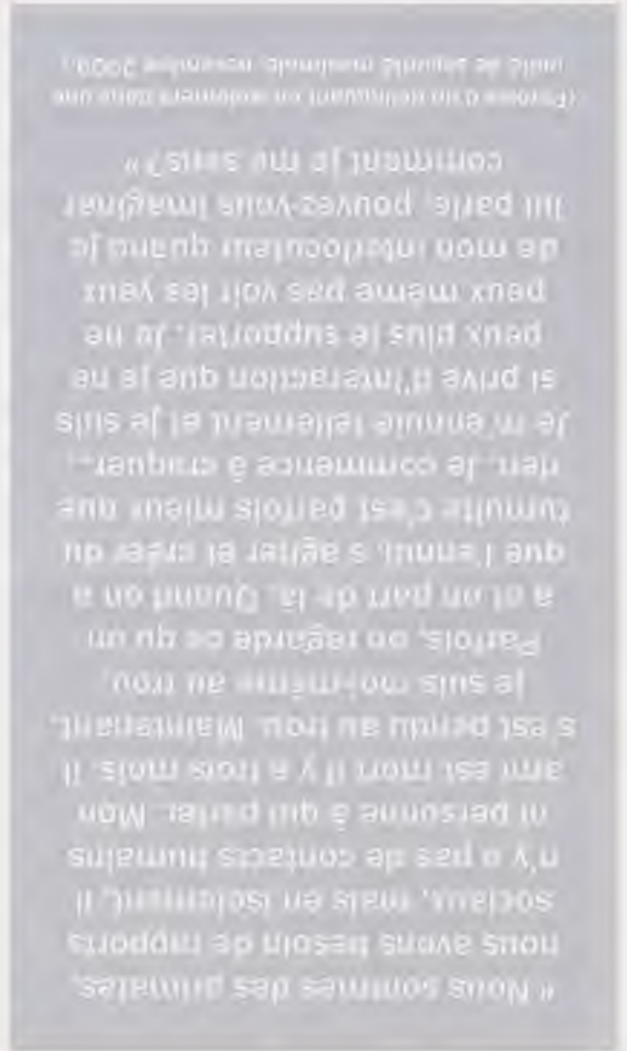 « Nous sommes des primates,
nous avons besoin de rapports
sociaux, mais en isolement, il
n'y a pas de contacts humains
ni personne à qui parler. Mon
ami est mort il y a trois mois. Il
s'est pendu au trou. Maintenant,
je suis moi-même au trou.
Parfois, on regarde ce qu'on
a et on part de là. Quand on a
que l'ennui, s'agiter et créer du
tumulte c'est parfois mieux que
rien. Je commence à craquer...
Je m'ennuie tellement et je suis
si privé d'interaction que je ne
peux plus le supporter. Je ne
peux même pas voir les yeux
de mon interlocuteur quand je
lui parle, pouvez-vous imaginer
comment je me sens? »
(Paroles d'un délinquant en isolement dans une
unité de sécurité maximale, novembre 2009.)